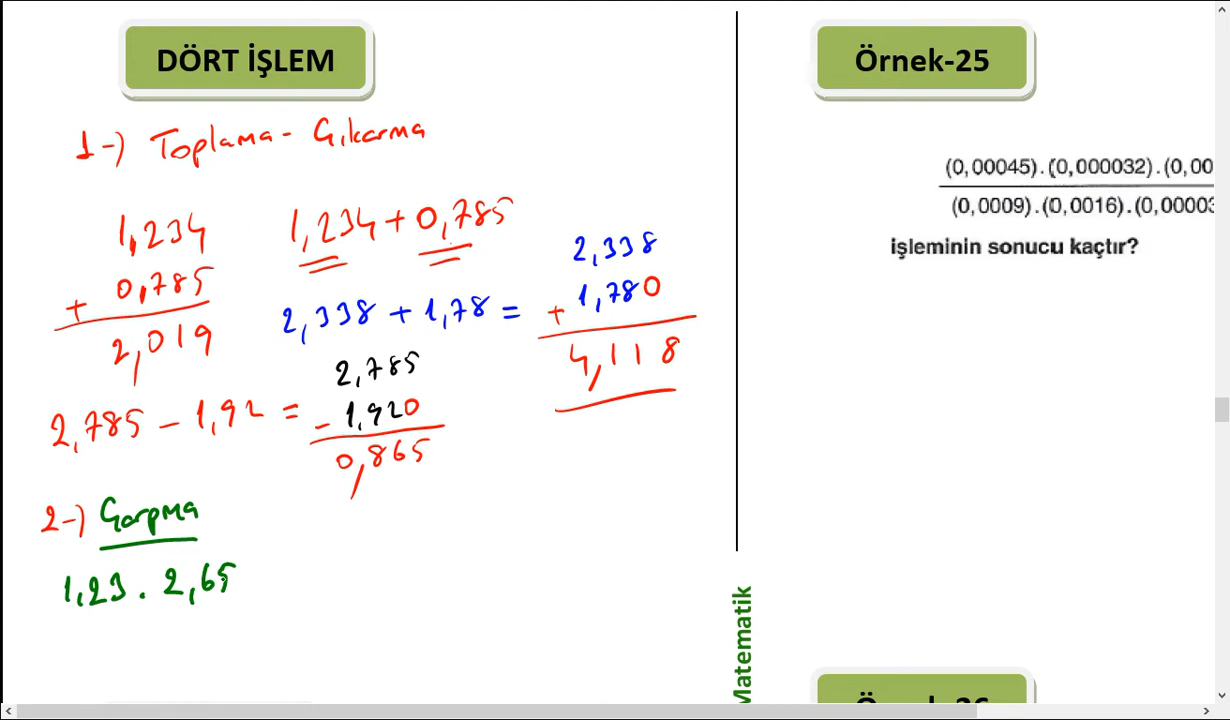 DÖRT İŞLEM
1-) Toplama - Çıkarma
1,234
+ 0,785
2,019
1,234 + 0,785
2,338 + 1,78 =
2,338
+ 1,780
4,118
2,785 - 1,92 =
2,785
- 1,920
0,865
2-) Çarpma
1,23 . 2,65
Matematik
Örnek-25
(0,00045).(0,000032).(0,00
(0,0009).(0,0016).(0,00003
işleminin sonucu kaçtır?